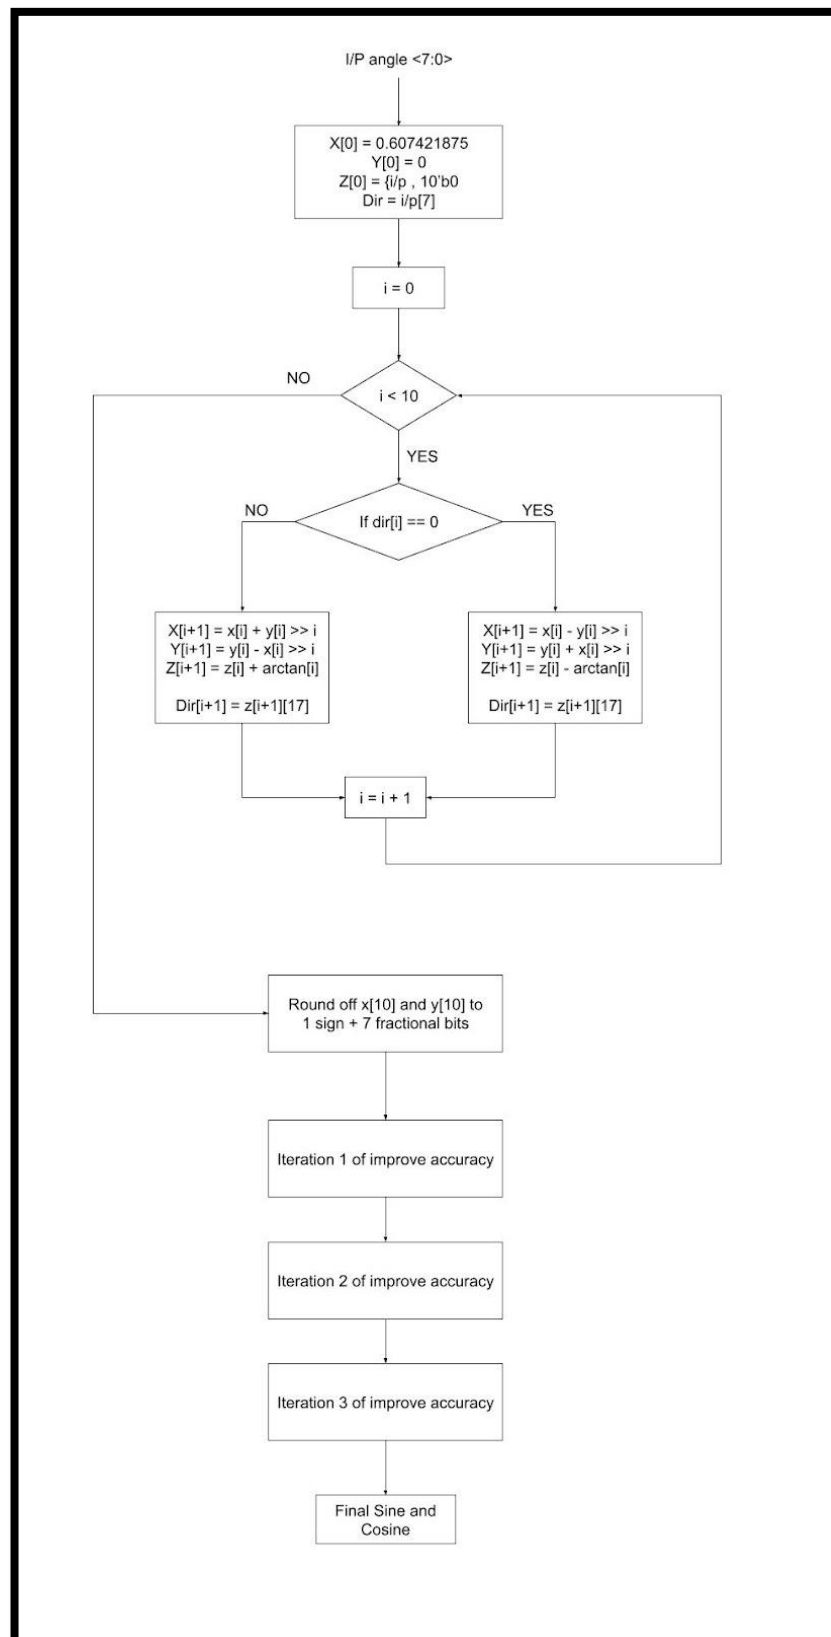 I/P angle <7:0>
X[0] = 0.607421875
Y[0] = 0
Z[0] = {i/p , 10'b0
Dir = i/p[7]
i = 0
NO
i < 10
YES
NO
If dir[i] == 0
YES
X[i+1] = x[i] + y[i] >> i
Y[i+1] = y[i] - x[i] >> i
Z[i+1] = z[i] + arctan[i]
Dir[i+1] = z[i+1][17]
X[i+1] = x[i] - y[i] >> i
Y[i+1] = y[i] + x[i] >> i
Z[i+1] = z[i] - arctan[i]
Dir[i+1] = z[i+1][17]
i = i + 1
Round off x[10] and y[10] to
1 sign + 7 fractional bits
Iteration 1 of improve accuracy
Iteration 2 of improve accuracy
Iteration 3 of improve accuracy
Final Sine and
Cosine